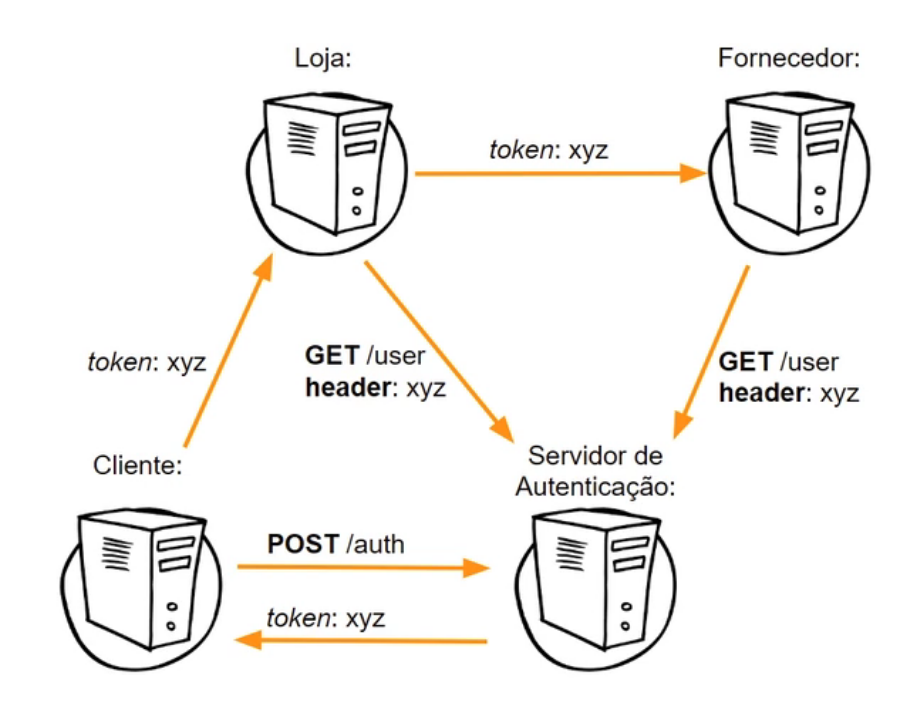 Loja:
Fornecedor:
token: xyz
token: xyz
GET /user
header: xyz
GET /user
header: xyz
Cliente:
Servidor de
Autenticação:
POST /auth
token: xyz